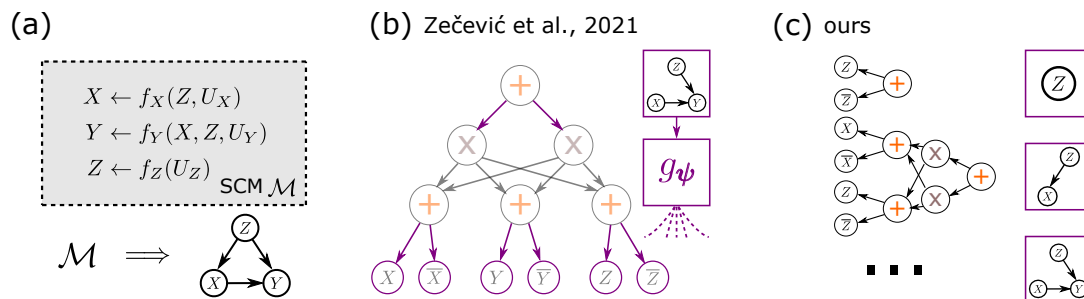 (a)
X ← f_X(Z, U_X)
Y ← f_Y(X, Z, U_Y)
Z ← f_Z(U_Z)
SCM 𝓜
𝓜 ⟹
Z
X Y
(b) Zečević et al., 2021
+
X X
+ + +
X X̅ Y Y̅ Z Z̅
Z
X Y
g_ψ
(c) ours
Z
Z̅
+
X
X̅
Z
Z̅
+
+
X
X
+
...
Z
Z
X
Z
X Y